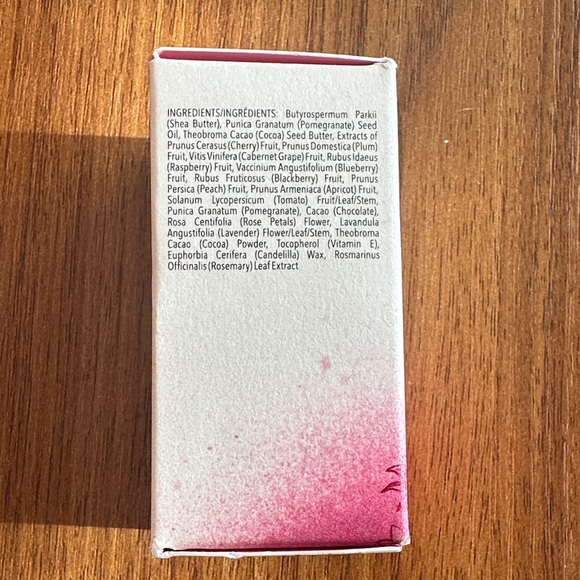 INGREDIENTS/INGRÉDIENTS: Butyrospermum Parkii
(Shea Butter), Punica Granatum (Pomegranate) Seed
Oil, Theobroma Cacao (Cocoa) Seed Butter, Extracts of
Prunus Cerasus (Cherry) Fruit, Prunus Domestica (Plum)
Fruit, Vitis Vinifera (Cabernet Grape) Fruit, Rubus Idaeus
(Raspberry) Fruit, Vaccinium Angustifolium (Blueberry)
Fruit, Rubus Fruticosus (Blackberry) Fruit, Prunus
Persica (Peach) Fruit, Prunus Armeniaca (Apricot) Fruit,
Solanum Lycopersicum (Tomato) Fruit/Leaf/Stem,
Punica Granatum (Pomegranate), Cacao (Chocolate),
Rosa Centifolia (Rose Petals) Flower, Lavandula
Angustifolia (Lavender) Flower/Leaf/Stem, Theobroma
Cacao (Cocoa) Powder, Tocopherol (Vitamin E),
Euphorbia Cerifera (Candelilla) Wax, Rosmarinus
Officinalis (Rosemary) Leaf Extract